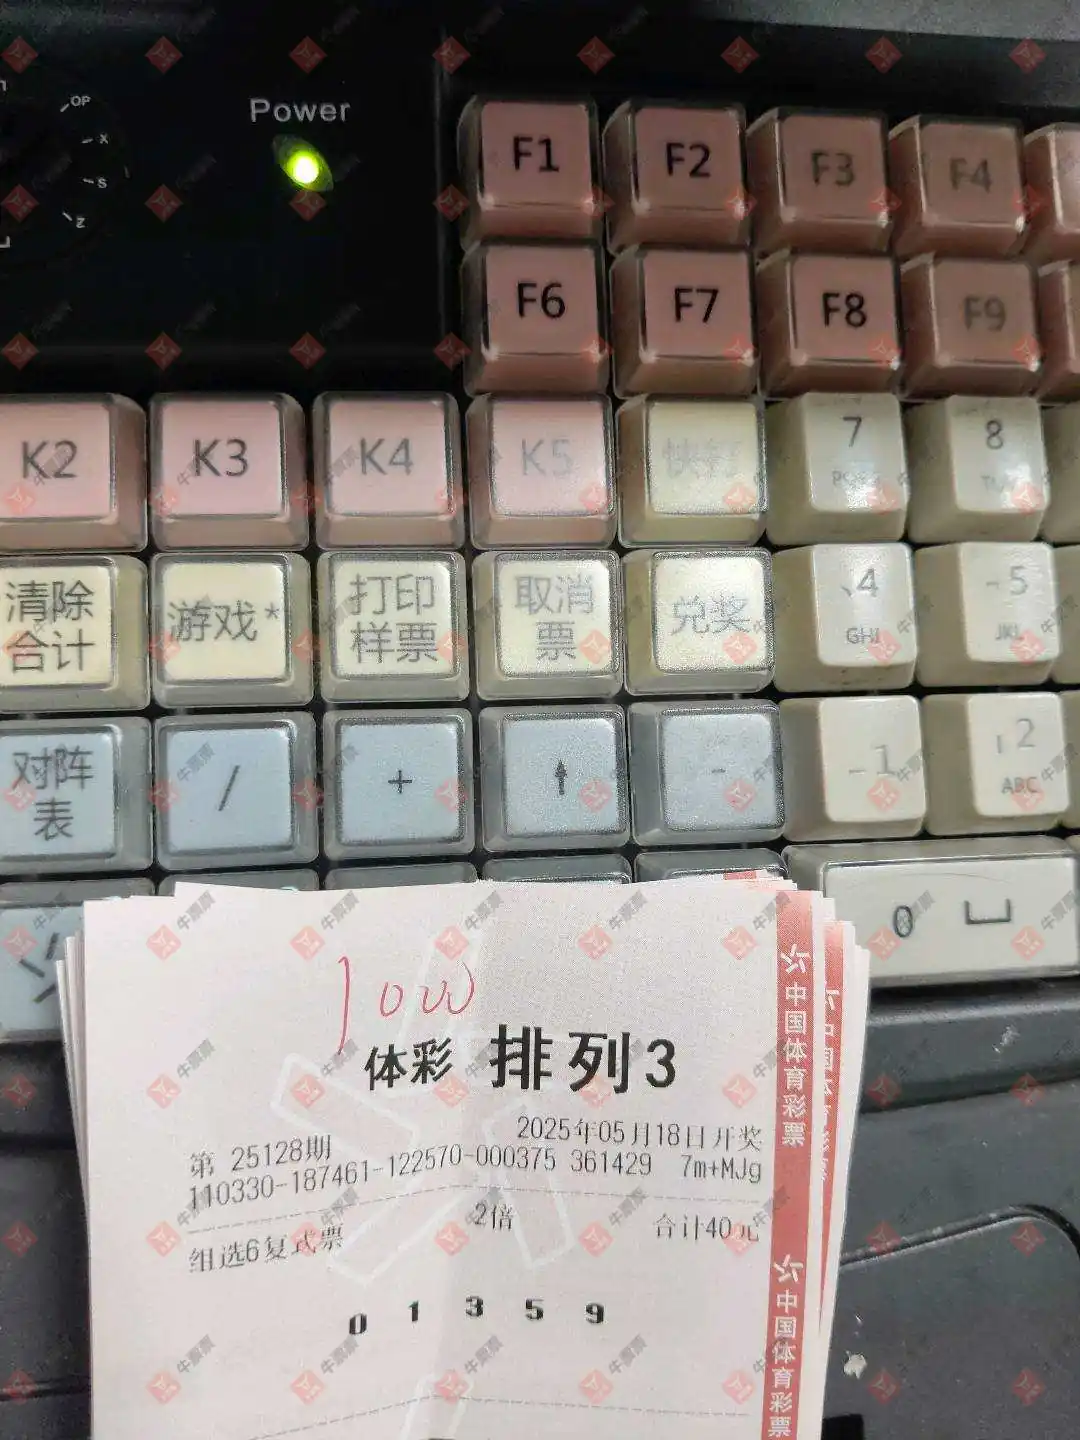 OP
X
S
Z
Power
F1 F2 F3 F4
F6 F7 F8 F9
K2 K3 K4 K5 7 8
清除合计 游戏* 打印样票 取消票 兑奖 4 GHI 5 JKL
对阵表 / + ↑ - 1 2 ABC
0
1000
体彩 排列3
2025年05月18日开奖
第 25128期
110330-187461-122570-000375 361429 7m+MJg
组选6复式票 2倍 合计40元
0 1 3 5 9
中国体育彩票
中国体育彩票
牛票票